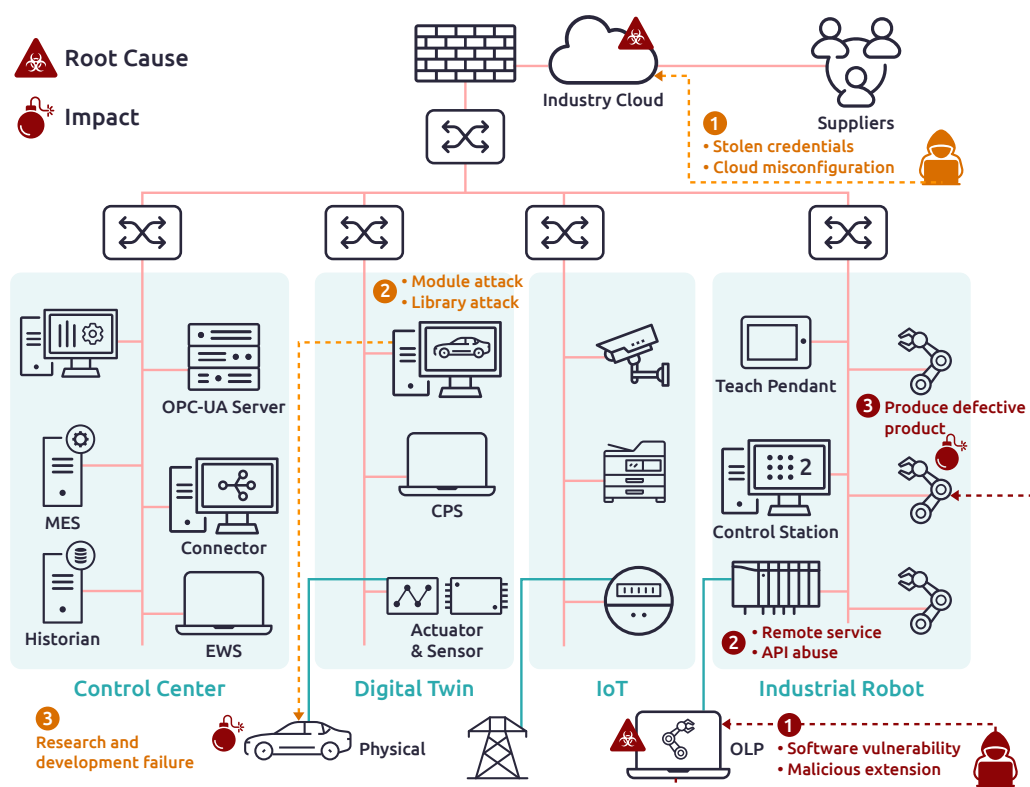 Root Cause
Impact
Industry Cloud
Suppliers
1
• Stolen credentials
• Cloud misconfiguration
2
• Module attack
• Library attack
OPC-UA Server
MES
Connector
Historian
EWS
Control Center
CPS
Actuator
& Sensor
Digital Twin
IoT
Teach Pendant
3 Produce defective
product
2
Control Station
2
• Remote service
• API abuse
Industrial Robot
3
Research and
development failure
Physical
OLP
1
• Software vulnerability
• Malicious extension